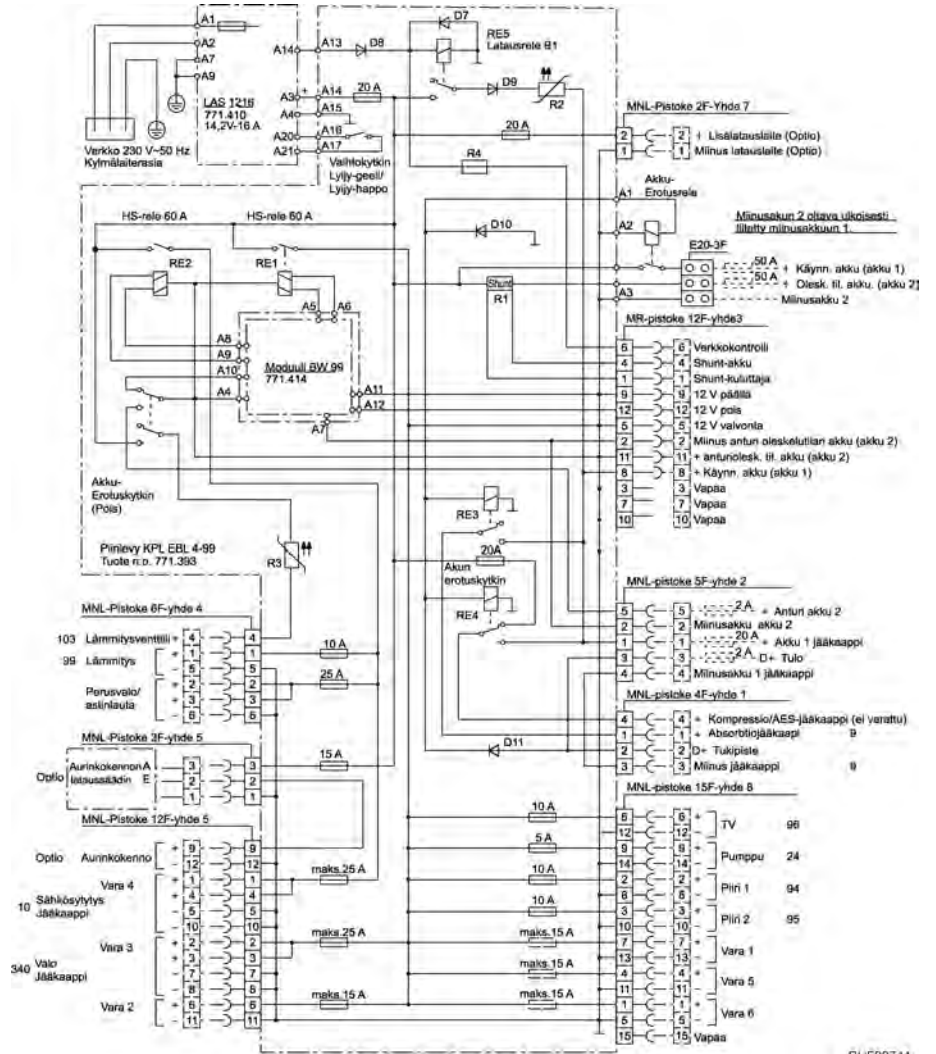 A1
A2
A7
A9
A14
A13
D8
D7
RE5
Latausrele B1
D9
R2
A3
+
A14
20 A
A4
A15
A20
A16
A21
A17
LAS 1216
771.410
14,2V-16 A
Verkko 230 V~50 Hz
Kylmälaiterasia
Vaihtokytkin
Lyijy-geeli/
Lyijy-happo
20 A
R4
MNL-Pistoke 2F-Yhde 7
2 2 + Lisälatauslaite (Optio)
1 1 Miinus latauslaite (Optio)
Akku-
Erotusrele
A1
A2
A3
Miinusakun 2 oltava ulkoisesti
liitetty miinusakkuun 1.
E20-3F
50 A + Käynn. akku (akku 1)
50 A + Olesk. til. akku. (akku 2)
Miinusakku 2
HS-rele 60 A
HS-rele 60 A
RE2
RE1
D10
Shunt
R1
A5
A6
A8
A9
A10
A4
A7
A11
A12
Moduuli BW 99
771.414
MR-pistoke 12F-yhde3
6 6 Verkkokontrolli
4 4 Shunt-akku
1 1 Shunt-kuluttaja
9 9 12 V päällä
12 12 12 V pois
5 5 12 V valvonta
2 2 Miinus anturi oleskelutilan akku (akku 2)
11 11 + anturiolesk. til. akku (akku 2)
8 8 + Käynn. akku (akku 1)
3 3 Vapaa
7 7 Vapaa
10 10 Vapaa
Akku-
Erotuskytkin
(Pois)
Piirilevy KPL EBL 4-99
Tuote n:o. 771.393
R3
RE3
20A
Akun
erotuskytkin
RE4
D11
MNL-pistoke 5F-yhde 2
5 5 2 A + Anturi akku 2
2 2 Miinusakku akku 2
1 1 20 A + Akku 1 jääkaappi
3 3 2 A D+ Tulo
4 4 Miinusakku 1 jääkaappi
MNL-pistoke 4F-yhde 1
4 4 + Kompressio/AES-jääkaappi (ei varattu)
1 1 + Absorbtiojääkaapi 9
2 2 D+ Tukipiste
3 3 Miinus jääkaappi 9
MNL-Pistoke 6F-yhde 4
103 Lämmitysventtiili + 4 4
99 Lämmitys + 1 1
− 5 5
Perusvalo/
astinlauta
+ 2 2
+ 3 3
− 6 6
10 A
25 A
MNL-Pistoke 3F-yhde 5
Optio
Aurinkokennon A 3 3
lataussäädin E 2 2
1 1
15 A
MNL-Pistoke 12F-yhde 5
Optio Aurinkokenno + 9 9
− 12 12
Vara 4 + 1 1
+ 4 4
10 Sähkösytytys
Jääkaappi
− 5 5
− 10 10
Vara 3 + 2 2
+ 3 3
340 Valo
Jääkaappi
− 7 7
− 8 8
Vara 2 + 6 6
− 11 11
maks.25 A
maks.25 A
maks.15 A
MNL-pistoke 15F-yhde 8
10 A
6 6 + TV 96
12 12 −
5 A
9 9 + Pumppu 24
14 14 −
10 A
2 2 + Piiri 1 94
8 8 −
10 A
3 3 + Piiri 2 95
10 10 −
maks.15 A
7 7 + Vara 1
13 13 −
maks.15 A
4 4 + Vara 5
11 11 −
maks.15 A
1 1 + Vara 6
5 5 −
15 15 Vapaa